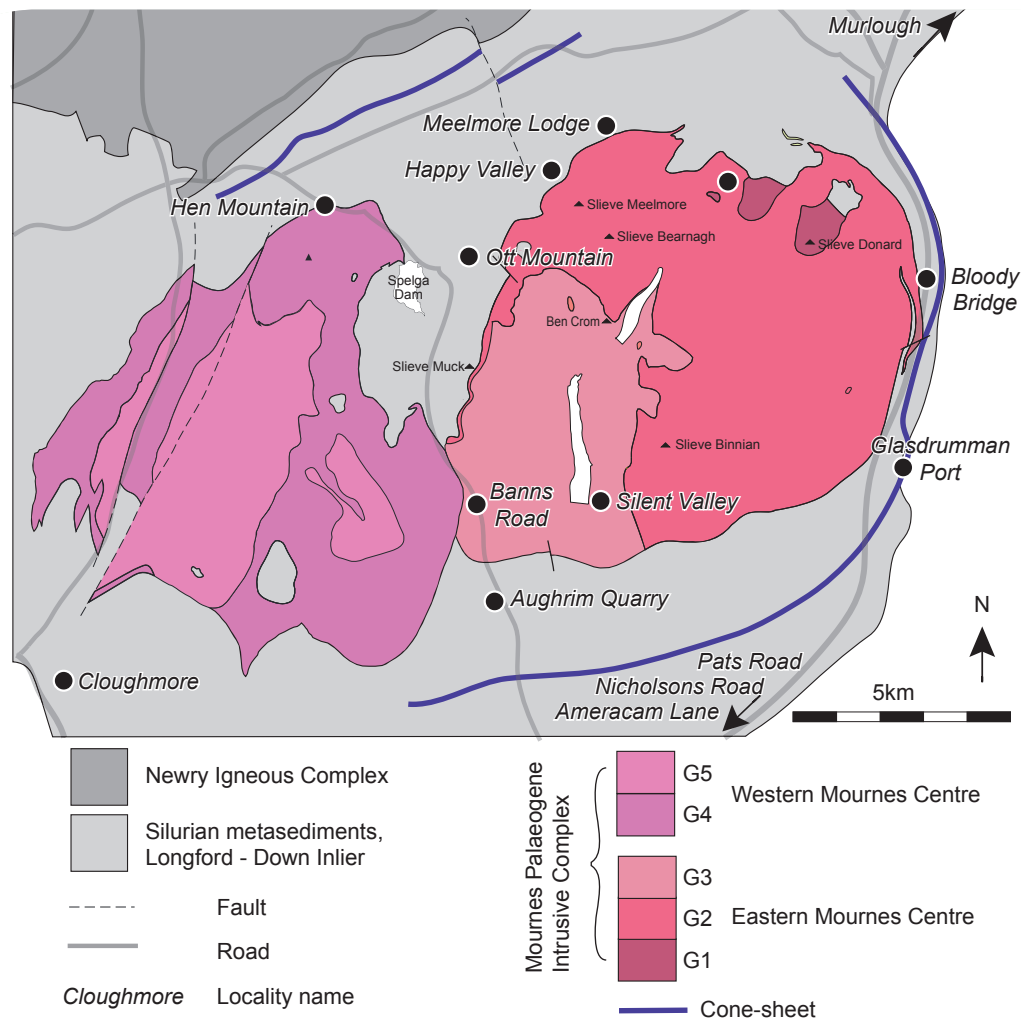 Murlough
Meelmore Lodge
Happy Valley
Hen Mountain
Slieve Meelmore
Slieve Bearnagh
Slieve Donard
Ott Mountain
Spelga
Dam
Bloody
Bridge
Ben Crom
Slieve Muck
Slieve Binnian
Glasdrumman
Port
Banns
Road
Silent Valley
Aughrim Quarry
N
Cloughmore
Pats Road
Nicholsons Road
Ameracam Lane
5km
Newry Igneous Complex
Silurian metasediments,
Longford - Down Inlier
Fault
Road
Cloughmore Locality name
Mournes Palaeogene
Intrusive Complex
G5
G4
Western Mournes Centre
G3
G2
G1
Eastern Mournes Centre
Cone-sheet